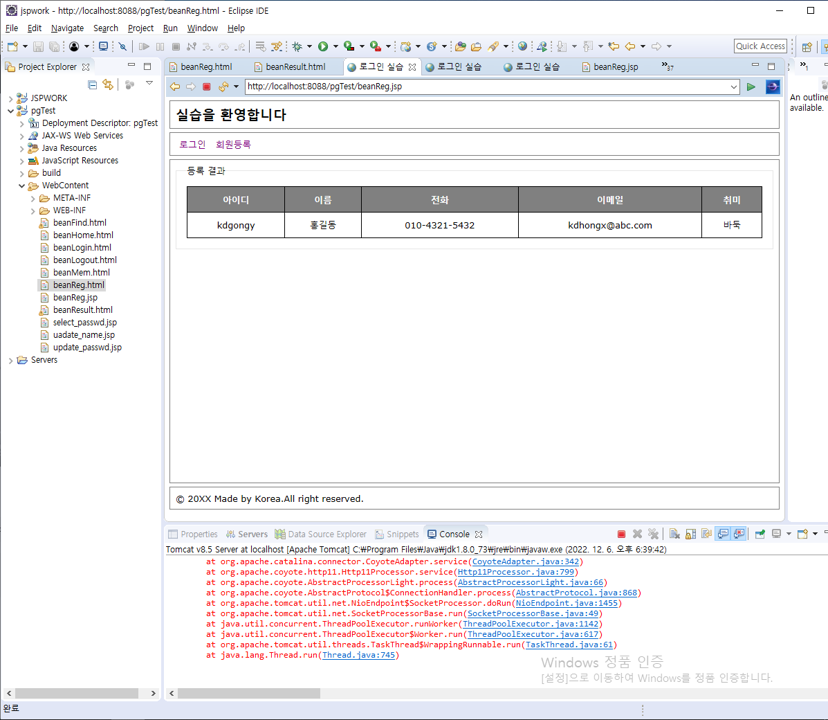 jspwork - http://localhost:8088/pgTest/beanReg.jsp - Eclipse IDE
File Edit Navigate Search Project Run Window Help
Quick Access
Project Explorer
beanReg.html beanResult.html 로그인 실습 로그인 실습 로그인 실습 beanReg.jsp
http://localhost:8088/pgTest/beanReg.jsp
An outline
available.
JSPWORK
pgTest
Deployment Descriptor: pgTest
JAX-WS Web Services
Java Resources
JavaScript Resources
build
WebContent
META-INF
WEB-INF
beanFind.html
beanHome.html
beanLogin.html
beanLogout.html
beanMem.html
beanReg.html
beanReg.jsp
beanResult.html
select_passwd.jsp
uadate_name.jsp
update_passwd.jsp
Servers
실습을 환영합니다
로그인 회원등록
등록 결과
아이디 이름 전화 이메일 취미
kdgongy 홍길동 010-4321-5432 kdhongx@abc.com 바둑
© 20XX Made by Korea.All right reserved.
Properties Servers Data Source Explorer Snippets Console
Tomcat v8.5 Server at localhost [Apache Tomcat] C:₩Program Files₩Java₩jdk1.8.0_73₩jre₩bin₩javaw.exe (2022. 12. 6. 오후 6:39:42)
at org.apache.catalina.connector.CoyoteAdapter.service(CoyoteAdapter.java:342)
at org.apache.coyote.http11.Http11Processor.service(Http11Processor.java:799)
at org.apache.coyote.AbstractProcessorLight.process(AbstractProcessorLight.java:66)
at org.apache.coyote.AbstractProtocol$ConnectionHandler.process(AbstractProtocol.java:868)
at org.apache.tomcat.util.net.NioEndpoint$SocketProcessor.doRun(NioEndpoint.java:1455)
at org.apache.tomcat.util.net.SocketProcessorBase.run(SocketProcessorBase.java:49)
at java.util.concurrent.ThreadPoolExecutor.runWorker(ThreadPoolExecutor.java:1142)
at java.util.concurrent.ThreadPoolExecutor$Worker.run(ThreadPoolExecutor.java:617)
at org.apache.tomcat.util.threads.TaskThread$WrappingRunnable.run(TaskThread.java:61)
at java.lang.Thread.run(Thread.java:745)
Windows 정품 인증
[설정]으로 이동하여 Windows를 정품 인증합니다.
완료